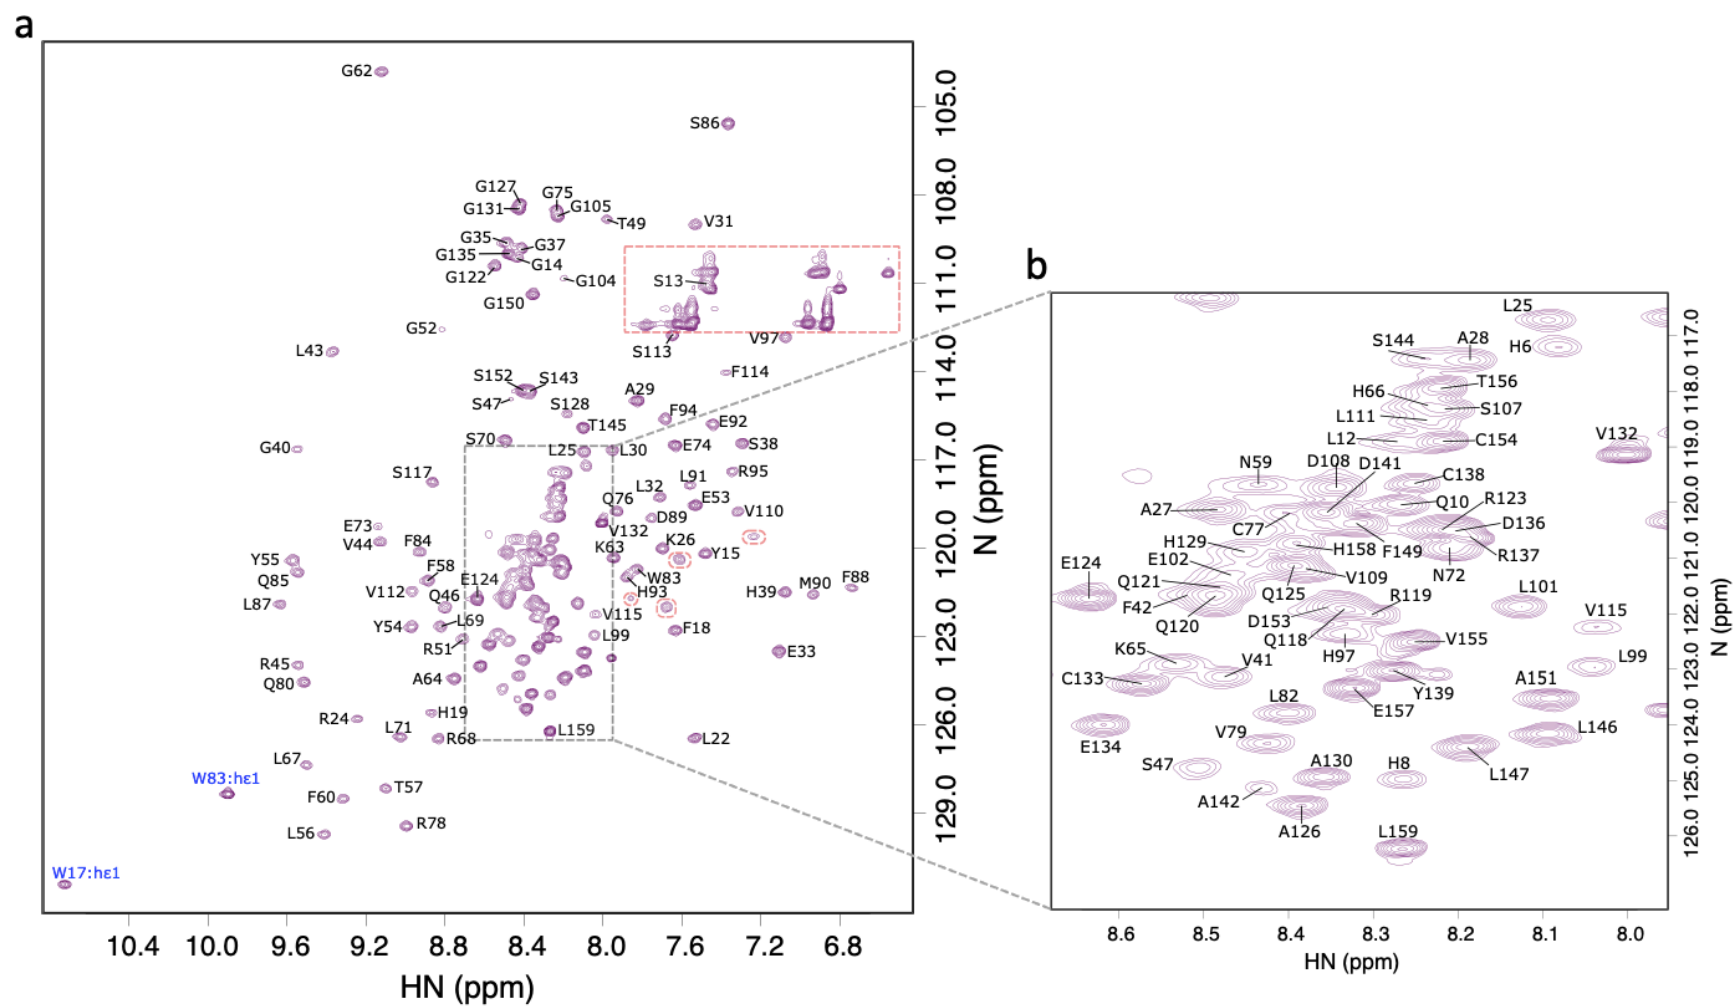 a
G62
S86
G127
G131
G75
G105
T49
V31
G35
G37
G135
G14
G122
G104
G150
S13
G52
L43
S113
V97
F114
S152
S143
S47
S128
A29
T145
F94
E92
G40
S70
L25
L30
E74
S38
S117
L91
R95
L32
Q76
E53
V110
D89
E73
V44
F84
V132
K63
K26
Y15
Y55
Q85
F58
E124
W83
H93
H39
M90
F88
L87
V112
Q46
V115
Y54
L69
R51
L99
F18
E33
R45
Q80
A64
R24
H19
L71
R68
L159
L22
L67
W83:hε1
F60
T57
L56
R78
W17:hε1
105.0
108.0
111.0
114.0
117.0
120.0
123.0
126.0
129.0
N (ppm)
10.4 10.0 9.6 9.2 8.8 8.4 8.0 7.6 7.2 6.8
HN (ppm)
b
L25
S144
A28
H6
T156
H66
S107
L111
L12
C154
V132
N59
D108
D141
C138
Q10
R123
A27
C77
D136
H129
H158
F149
R137
E102
N72
E124
V109
Q121
L101
F42
Q125
R119
V115
Q120
D153
Q118
V155
K65
H97
L99
V41
C133
Y139
A151
L82
E157
V79
L146
E134
S47
A130
H8
L147
A142
A126
L159
117.0
118.0
119.0
120.0
121.0
122.0
123.0
124.0
125.0
126.0
N (ppm)
8.6 8.5 8.4 8.3 8.2 8.1 8.0
HN (ppm)